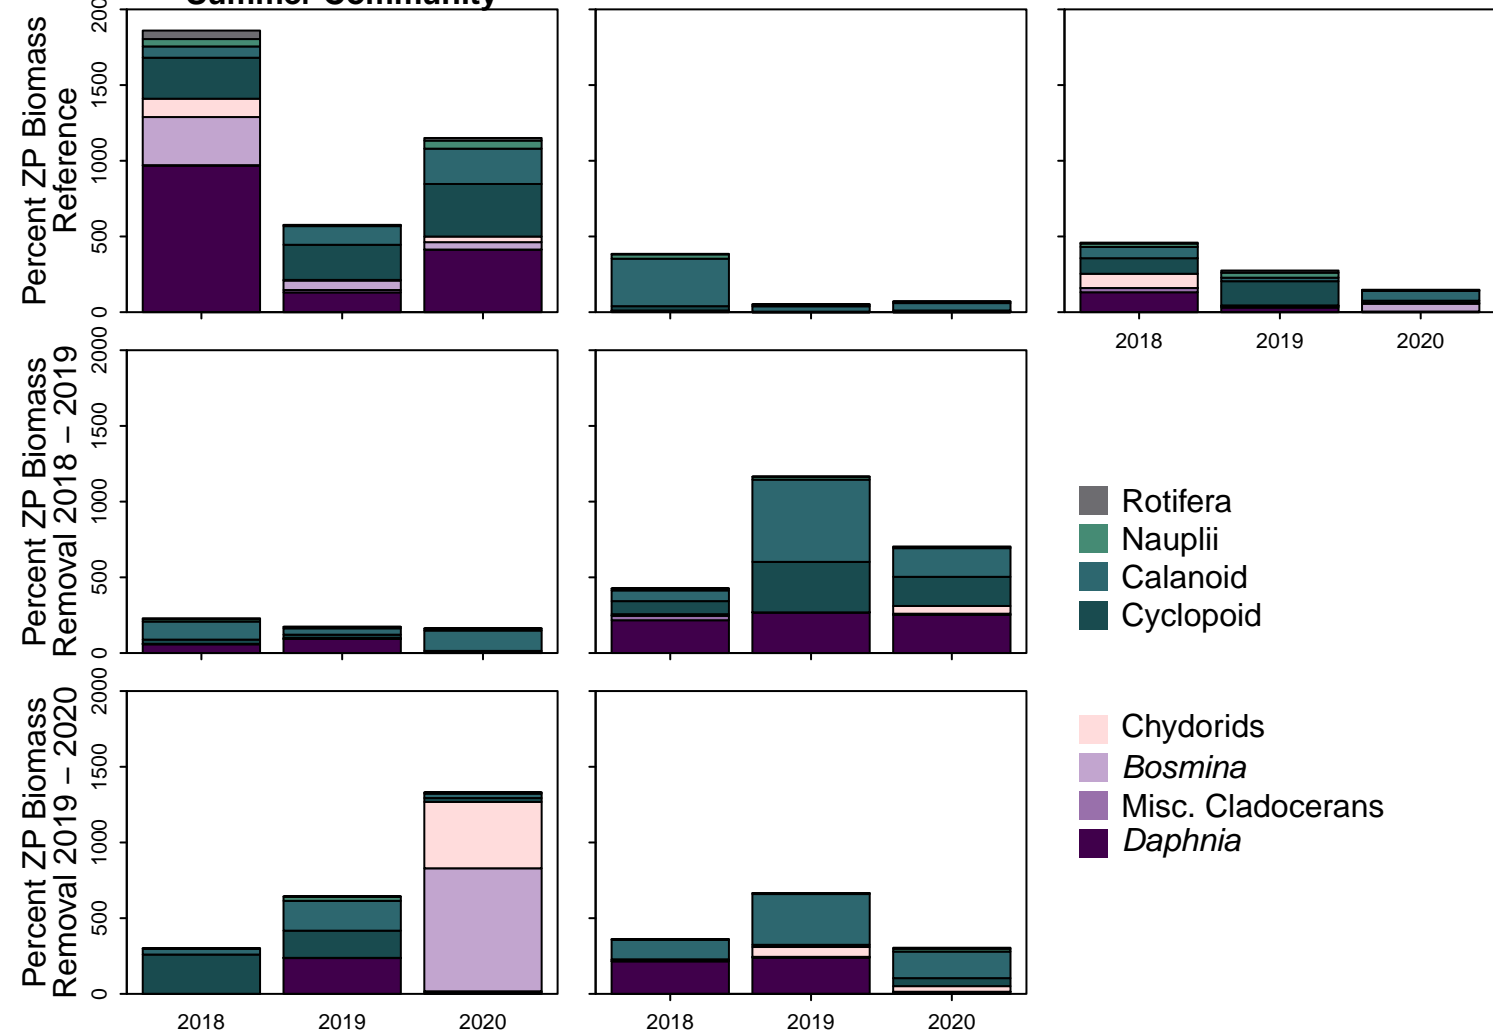 Summer Community
Percent ZP Biomass
Reference
0
500
1000
1500
2018
2019
2020
Percent ZP Biomass
Removal 2018 – 2019
0
500
1000
1500
2000
Rotifera
Nauplii
Calanoid
Cyclopoid
Chydorids
Bosmina
Misc. Cladocerans
Daphnia
Percent ZP Biomass
Removal 2019 – 2020
0
500
1000
1500
2000
2018
2019
2020
2018
2019
2020